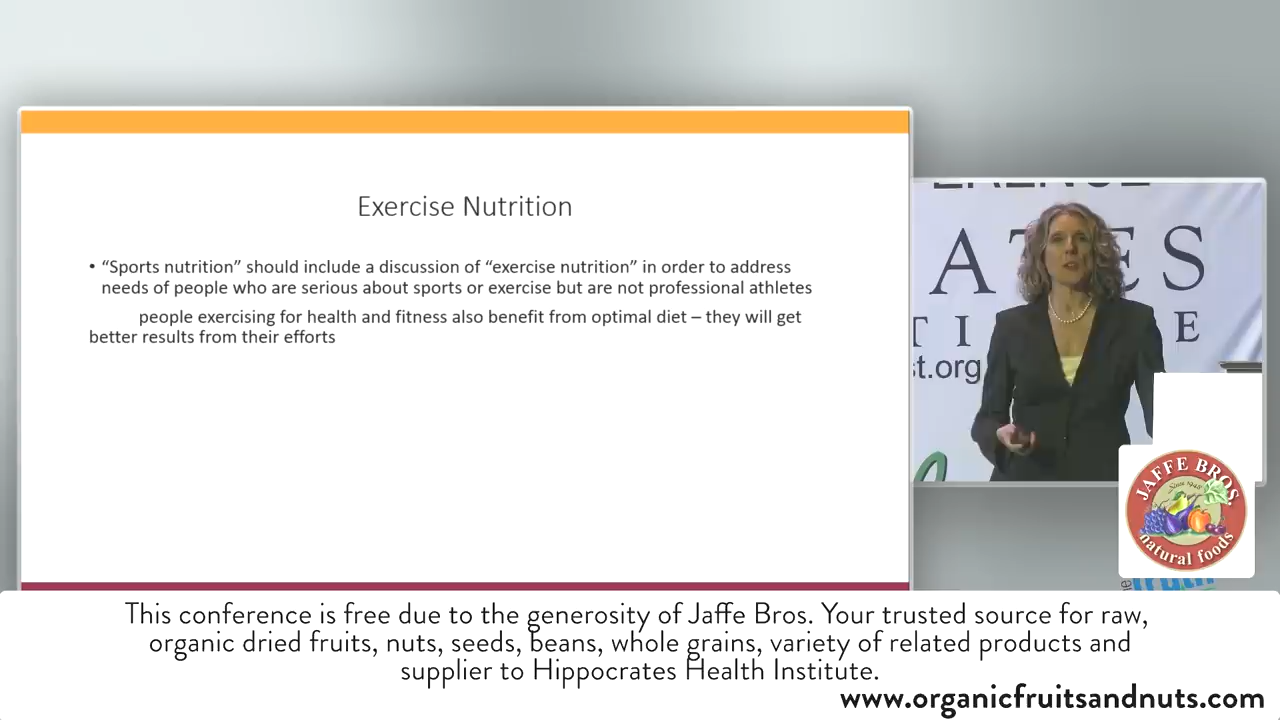 Exercise Nutrition
• “Sports nutrition” should include a discussion of “exercise nutrition” in order to address
needs of people who are serious about sports or exercise but are not professional athletes
people exercising for health and fitness also benefit from optimal diet – they will get
better results from their efforts
ATES
TI E
st.org
JAFFE BROS.
Since 1948
natural foods
This conference is free due to the generosity of Jaffe Bros. Your trusted source for raw,
organic dried fruits, nuts, seeds, beans, whole grains, variety of related products and
supplier to Hippocrates Health Institute.
www.organicfruitsandnuts.com